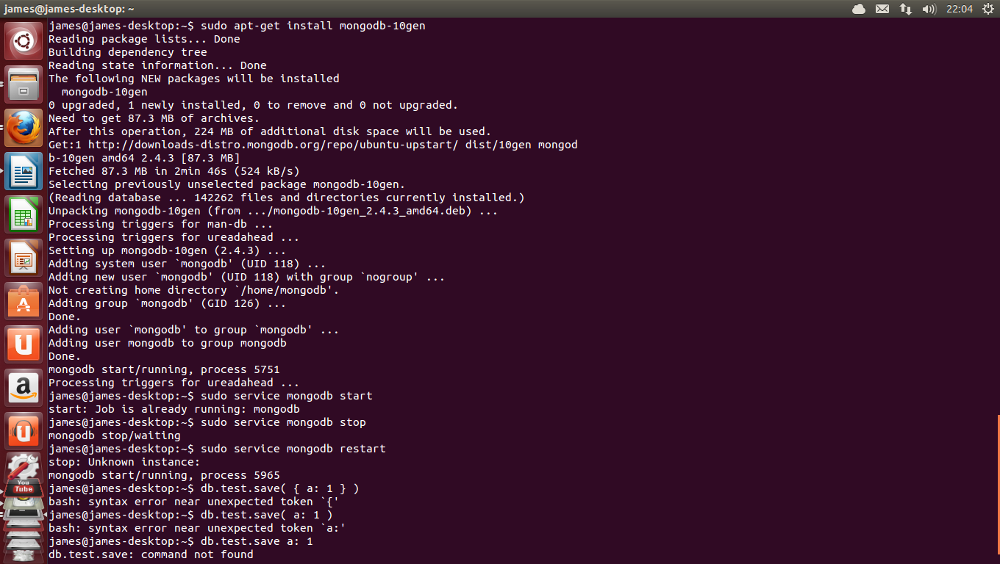 james@james-desktop: ~
22:04
james@james-desktop:~$ sudo apt-get install mongodb-10gen
Reading package lists... Done
Building dependency tree
Reading state information... Done
The following NEW packages will be installed
  mongodb-10gen
0 upgraded, 1 newly installed, 0 to remove and 0 not upgraded.
Need to get 87.3 MB of archives.
After this operation, 224 MB of additional disk space will be used.
Get:1 http://downloads-distro.mongodb.org/repo/ubuntu-upstart/ dist/10gen mongod
b-10gen amd64 2.4.3 [87.3 MB]
Fetched 87.3 MB in 2min 46s (524 kB/s)
Selecting previously unselected package mongodb-10gen.
(Reading database ... 142262 files and directories currently installed.)
Unpacking mongodb-10gen (from .../mongodb-10gen_2.4.3_amd64.deb) ...
Processing triggers for man-db ...
Processing triggers for ureadahead ...
Setting up mongodb-10gen (2.4.3) ...
Adding system user `mongodb' (UID 118) ...
Adding new user `mongodb' (UID 118) with group `nogroup' ...
Not creating home directory `/home/mongodb'.
Adding group `mongodb' (GID 126) ...
Done.
Adding user `mongodb' to group `mongodb' ...
Adding user mongodb to group mongodb
Done.
mongodb start/running, process 5751
Processing triggers for ureadahead ...
james@james-desktop:~$ sudo service mongodb start
start: Job is already running: mongodb
james@james-desktop:~$ sudo service mongodb stop
mongodb stop/waiting
james@james-desktop:~$ sudo service mongodb restart
stop: Unknown instance:
mongodb start/running, process 5965
james@james-desktop:~$ db.test.save( { a: 1 } )
bash: syntax error near unexpected token `{'
james@james-desktop:~$ db.test.save( a: 1 )
bash: syntax error near unexpected token `a:'
james@james-desktop:~$ db.test.save a: 1
db.test.save: command not found
a
You
Tube